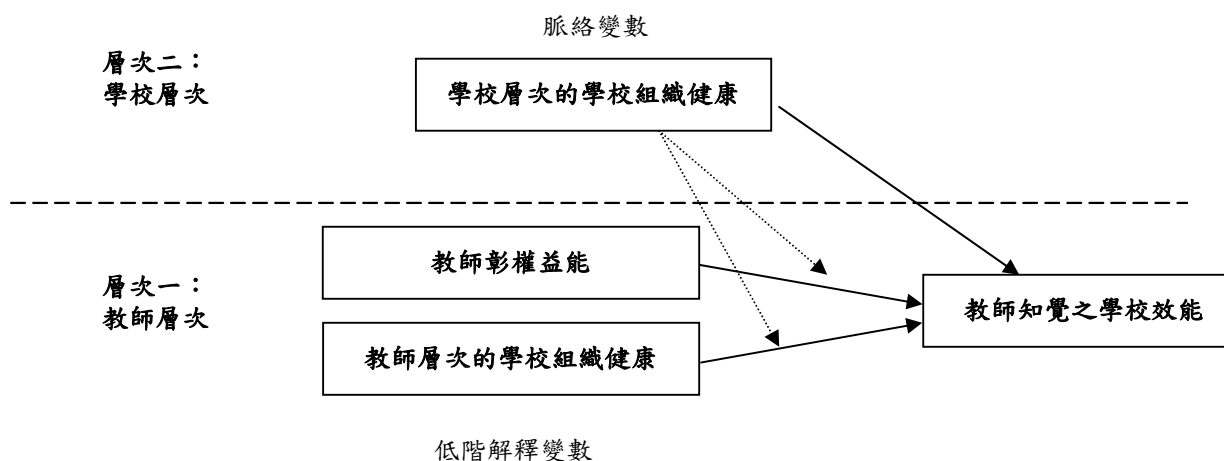 脈絡變數
層次二：
學校層次
學校層次的學校組織健康
教師彰權益能
層次一：
教師層次
教師知覺之學校效能
教師層次的學校組織健康
低階解釋變數